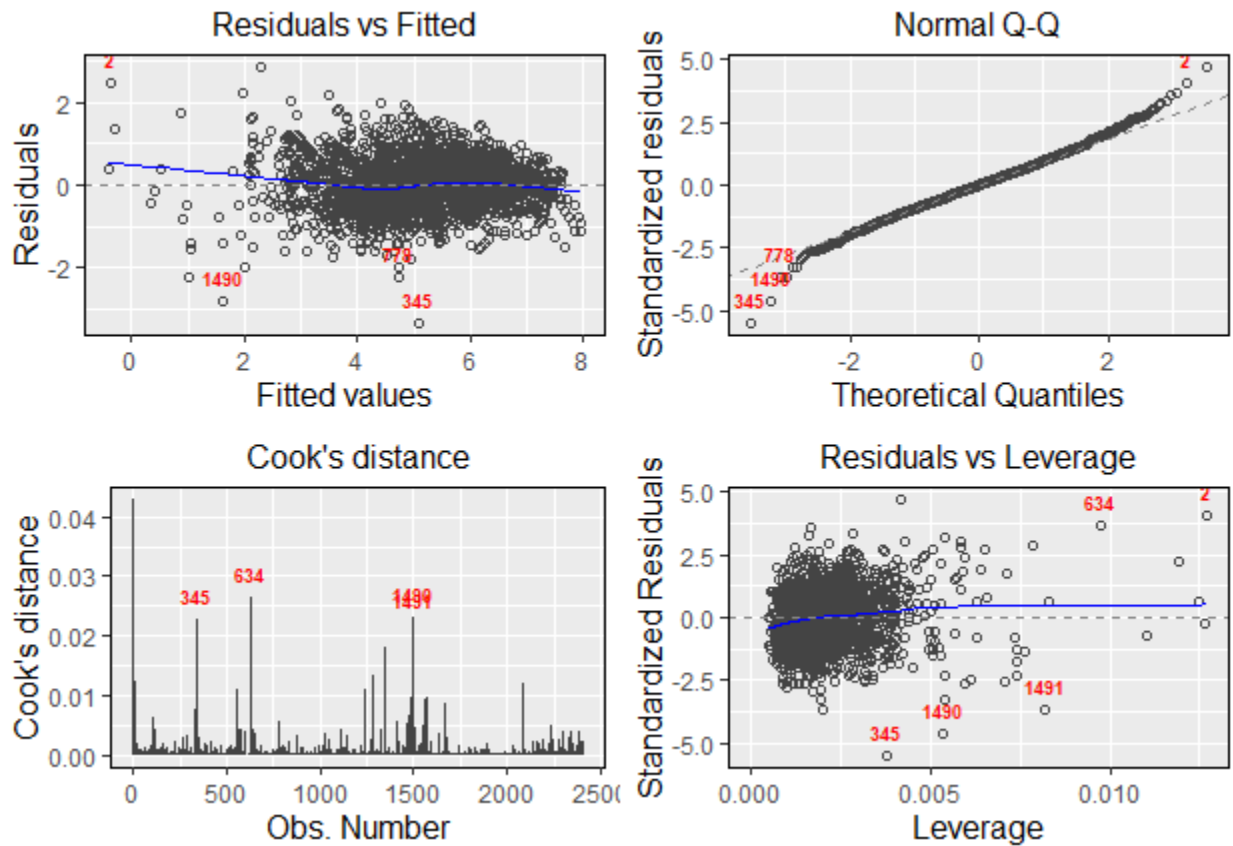 Residuals vs Fitted
Residuals
2
0
-2
2
1490
778
345
0 2 4 6 8
Fitted values
Normal Q-Q
Standardized residuals
5.0
2.5
0.0
-2.5
-5.0
2
778
1490
345
-2 0 2
Theoretical Quantiles
Cook's distance
Cook's distance
0.04
0.03
0.02
0.01
0.00
345
634
1490
1491
0 500 1000 1500 2000 250
Obs. Number
Residuals vs Leverage
Standardized Residuals
5.0
2.5
0.0
-2.5
-5.0
634
2
1491
1490
345
0.000 0.005 0.010
Leverage